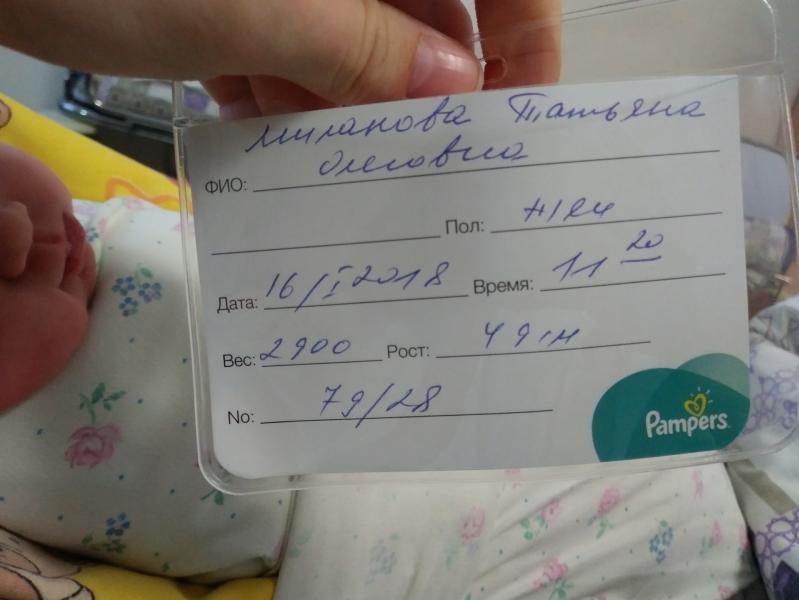 Миланова Татьяна
ФИО: Олеговна
Пол: жен
Дата: 16/I 2018 Время: 11 20
Вес: 2900 Рост: 49 см
No: 79/28
Pampers